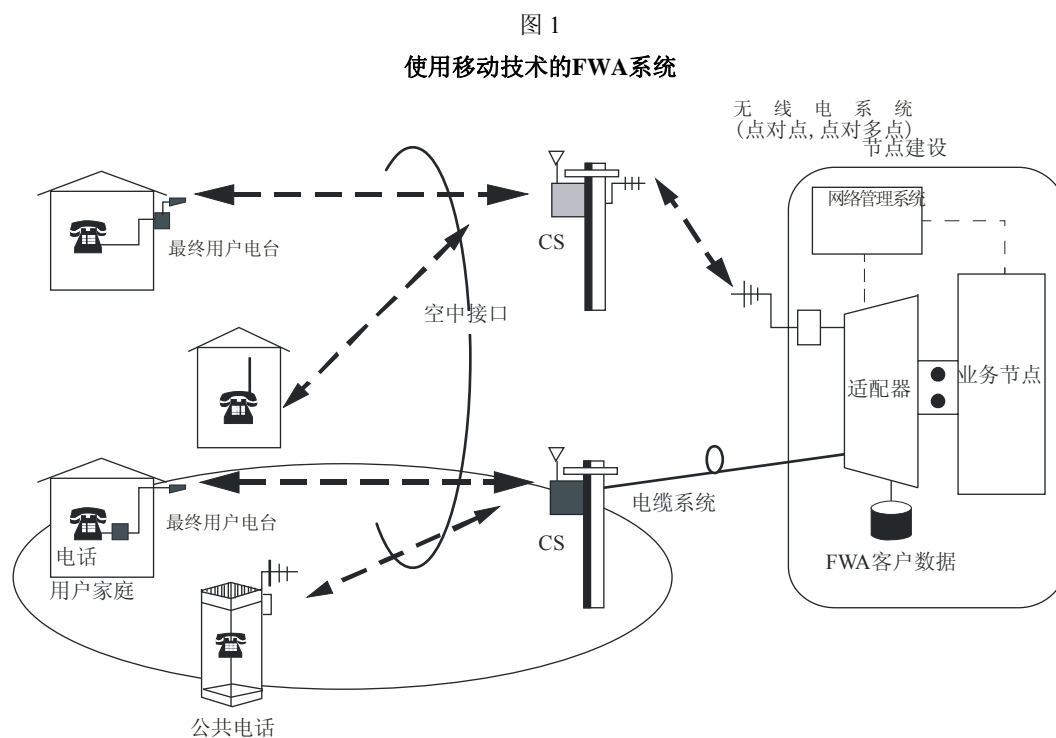 图 1
使用移动技术的FWA系统
无线电系统
(点对点,点对多点)
节点建设
网络管理系统
最终用户电台
CS
空中接口
适配器
业务节点
最终用户电台
电缆系统
CS
电话
用户家庭
FWA客户数据
公共电话